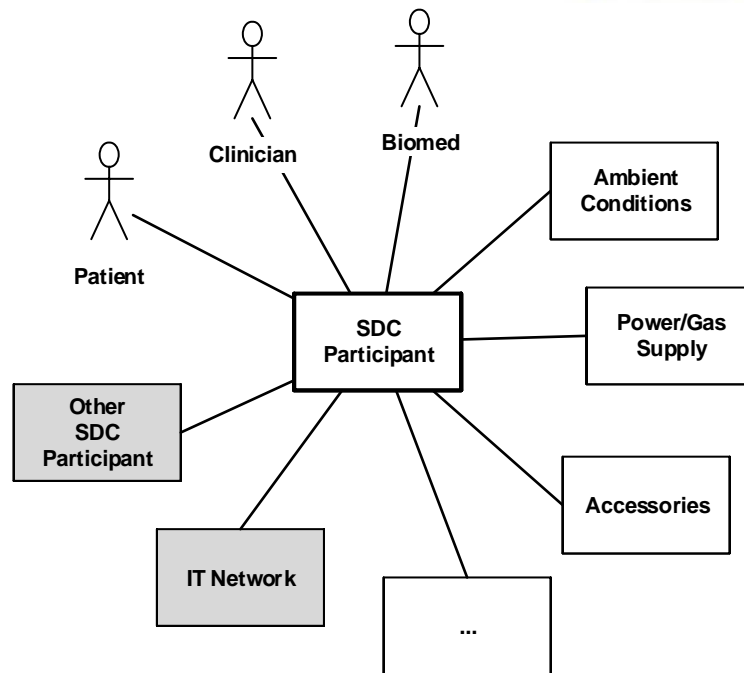 Clinician
Biomed
Patient
Ambient
Conditions
SDC
Participant
Power/Gas
Supply
Other
SDC
Participant
Accessories
IT Network
...